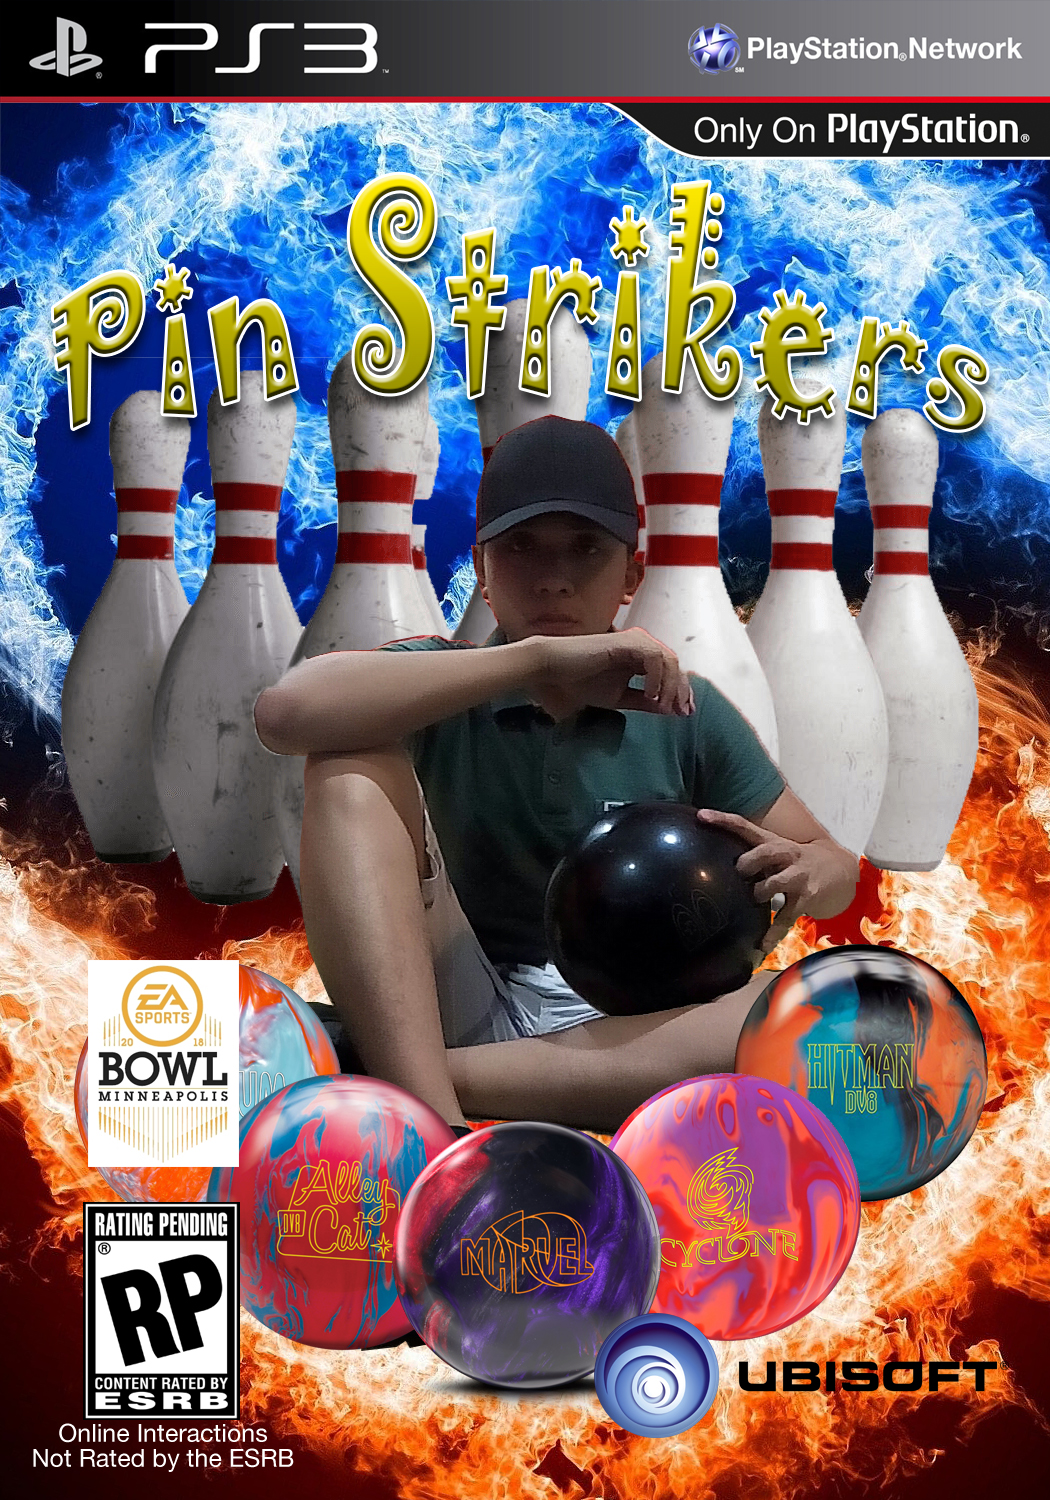 PS3
PlayStation®Network
SM
Only On PlayStation®
Pin Strikers
EA
SPORTS
20 18
BOWL
MINNEAPOLIS
HITMAN
DV8
Alley
DV8 Cat
MARVEL
CYCLONE
RATING PENDING
RP
CONTENT RATED BY
ESRB
UBISOFT®
Online Interactions
Not Rated by the ESRB